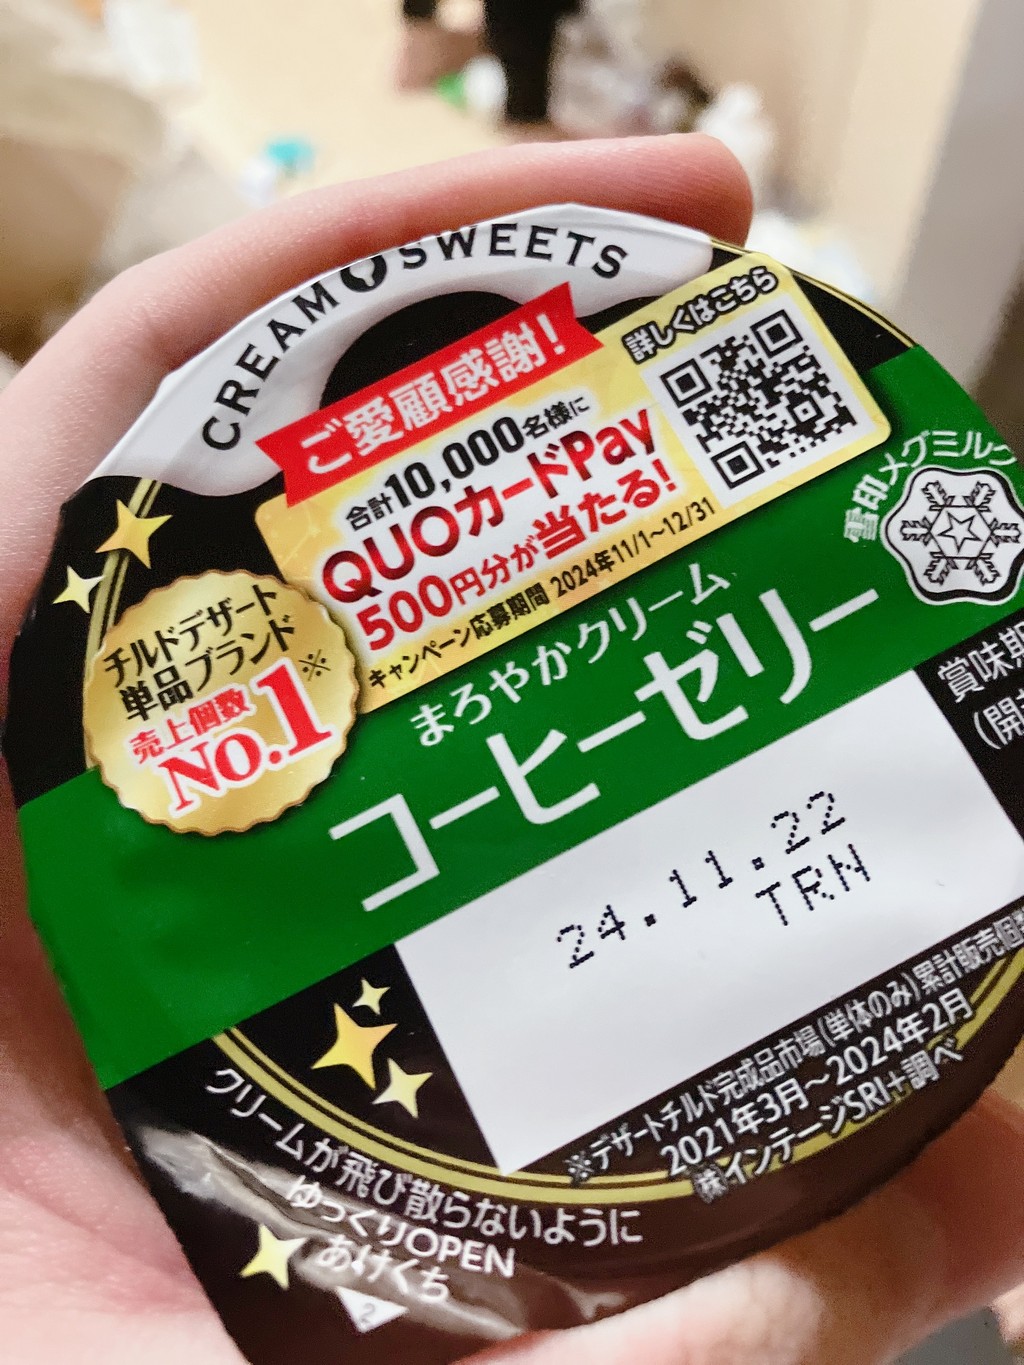 CREAM SWEETS
ご愛顧感謝！
合計10,000名様に
QUOカードPay
500円分が当たる！
キャンペーン応募期間 2024年11/1～12/31
詳しくはこちら
雪印メグミルク
チルドデザート
単品ブランド※
売上個数
No.1
まろやかクリーム
コーヒーゼリー
賞味期
(開
24.11.22
TRN
※デザートチルド完成品市場(単体のみ)累計販売個数
2021年3月～2024年2月
㈱インテージSRI+調べ
クリームが飛び散らないように
ゆっくりOPEN
あけくち
2